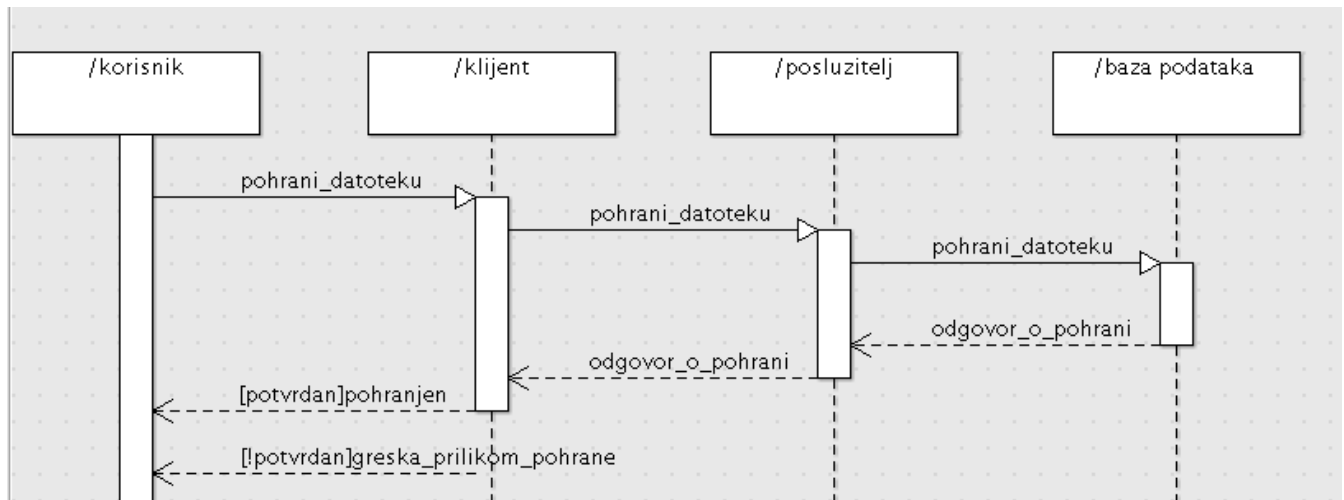 /korisnik
/klijent
/posluzitelj
/baza podataka
pohrani_datoteku
pohrani_datoteku
pohrani_datoteku
odgovor_o_pohrani
odgovor_o_pohrani
[potvrdan]pohranjen
[!potvrdan]greska_prilikom_pohrane